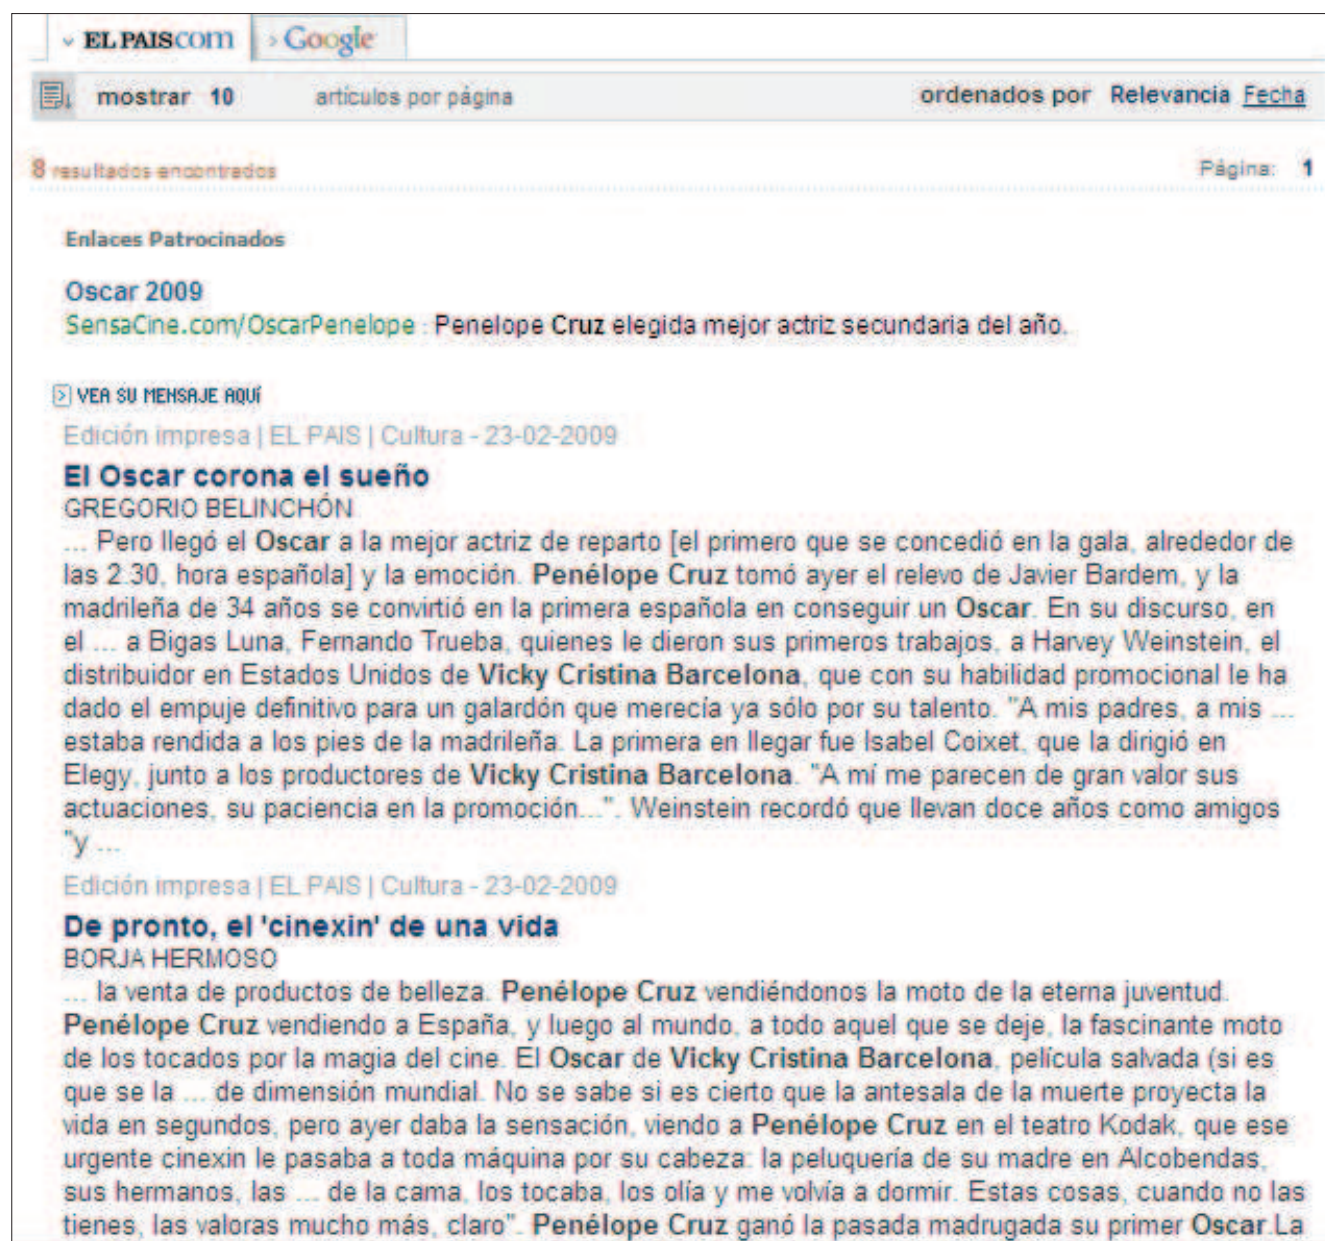 EL PAIS com Google
mostrar 10 artículos por página ordenados por Relevancia Fecha
8 resultados encontrados Página: 1
Enlaces Patrocinados
Oscar 2009
SensaCine.com/OscarPenelope : Penelope Cruz elegida mejor actriz secundaria del año.
VEA SU MENSAJE AQUÍ
Edición impresa | EL PAIS | Cultura - 23-02-2009
El Oscar corona el sueño
GREGORIO BELINCHÓN
... Pero llegó el Oscar a la mejor actriz de reparto [el primero que se concedió en la gala, alrededor de
las 2.30, hora española] y la emoción. Penélope Cruz tomó ayer el relevo de Javier Bardem, y la
madrileña de 34 años se convirtió en la primera española en conseguir un Oscar. En su discurso, en
el ... a Bigas Luna, Fernando Trueba, quienes le dieron sus primeros trabajos, a Harvey Weinstein, el
distribuidor en Estados Unidos de Vicky Cristina Barcelona, que con su habilidad promocional le ha
dado el empuje definitivo para un galardón que merecía ya sólo por su talento. "A mis padres, a mis ...
estaba rendida a los pies de la madrileña. La primera en llegar fue Isabel Coixet, que la dirigió en
Elegy, junto a los productores de Vicky Cristina Barcelona. "A mí me parecen de gran valor sus
actuaciones, su paciencia en la promoción...". Weinstein recordó que llevan doce años como amigos
"y ...
Edición impresa | EL PAIS | Cultura - 23-02-2009
De pronto, el 'cinexin' de una vida
BORJA HERMOSO
... la venta de productos de belleza. Penélope Cruz vendiéndonos la moto de la eterna juventud.
Penélope Cruz vendiendo a España, y luego al mundo, a todo aquel que se deje, la fascinante moto
de los tocados por la magia del cine. El Oscar de Vicky Cristina Barcelona, película salvada (si es
que se la ... de dimensión mundial. No se sabe si es cierto que la antesala de la muerte proyecta la
vida en segundos, pero ayer daba la sensación, viendo a Penélope Cruz en el teatro Kodak, que ese
urgente cinexin le pasaba a toda máquina por su cabeza: la peluquería de su madre en Alcobendas,
sus hermanos, las ... de la cama, los tocaba, los olía y me volvía a dormir. Estas cosas, cuando no las
tienes, las valoras mucho más, claro". Penélope Cruz ganó la pasada madrugada su primer Oscar.La